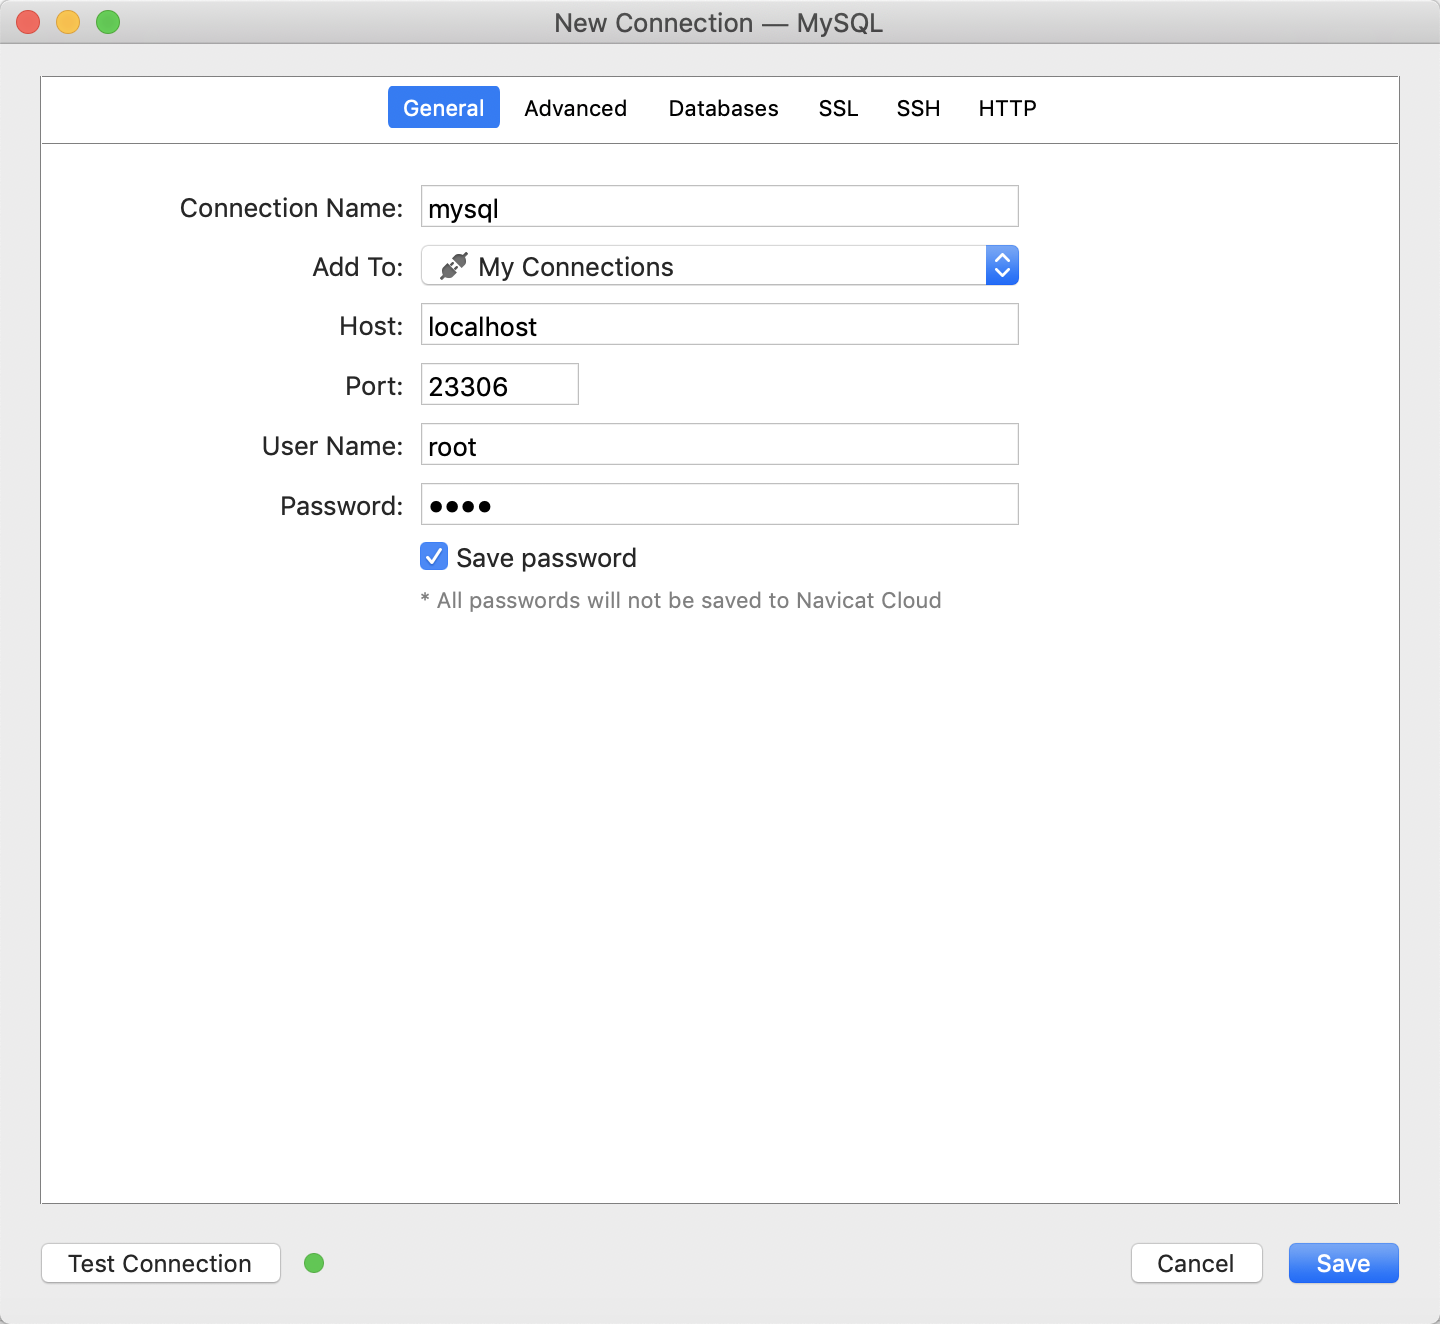 New Connection — MySQL
General Advanced Databases SSL SSH HTTP
Connection Name: mysql
Add To: My Connections
Host: localhost
Port: 23306
User Name: root
Password: ••••
Save password
* All passwords will not be saved to Navicat Cloud
Test Connection Cancel Save